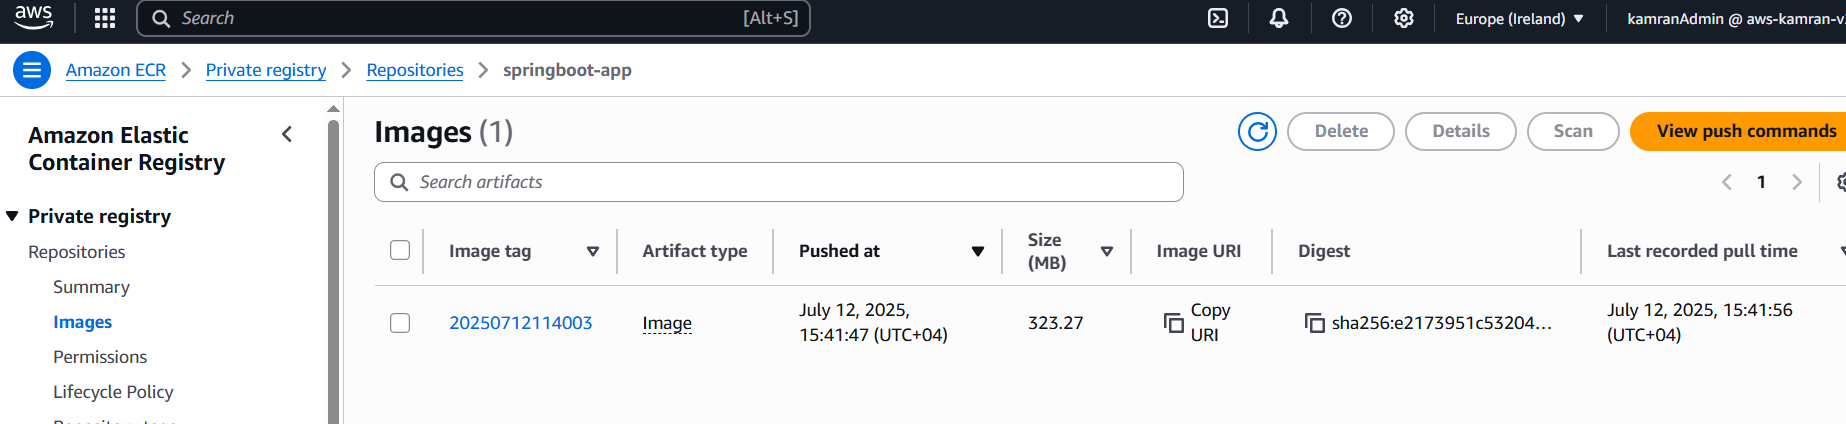 aws
Search [Alt+S]
Europe (Ireland)
kamranAdmin @ aws-kamran-v
Amazon ECR
Private registry
Repositories
springboot-app
Amazon Elastic
Container Registry
Private registry
Repositories
Summary
Images
Permissions
Lifecycle Policy
Images (1)
Delete
Details
Scan
View push commands
Search artifacts
1
Image tag
Artifact type
Pushed at
Size
(MB)
Image URI
Digest
Last recorded pull time
20250712114003
Image
July 12, 2025,
15:41:47 (UTC+04)
323.27
Copy
URI
sha256:e2173951c53204...
July 12, 2025, 15:41:56
(UTC+04)